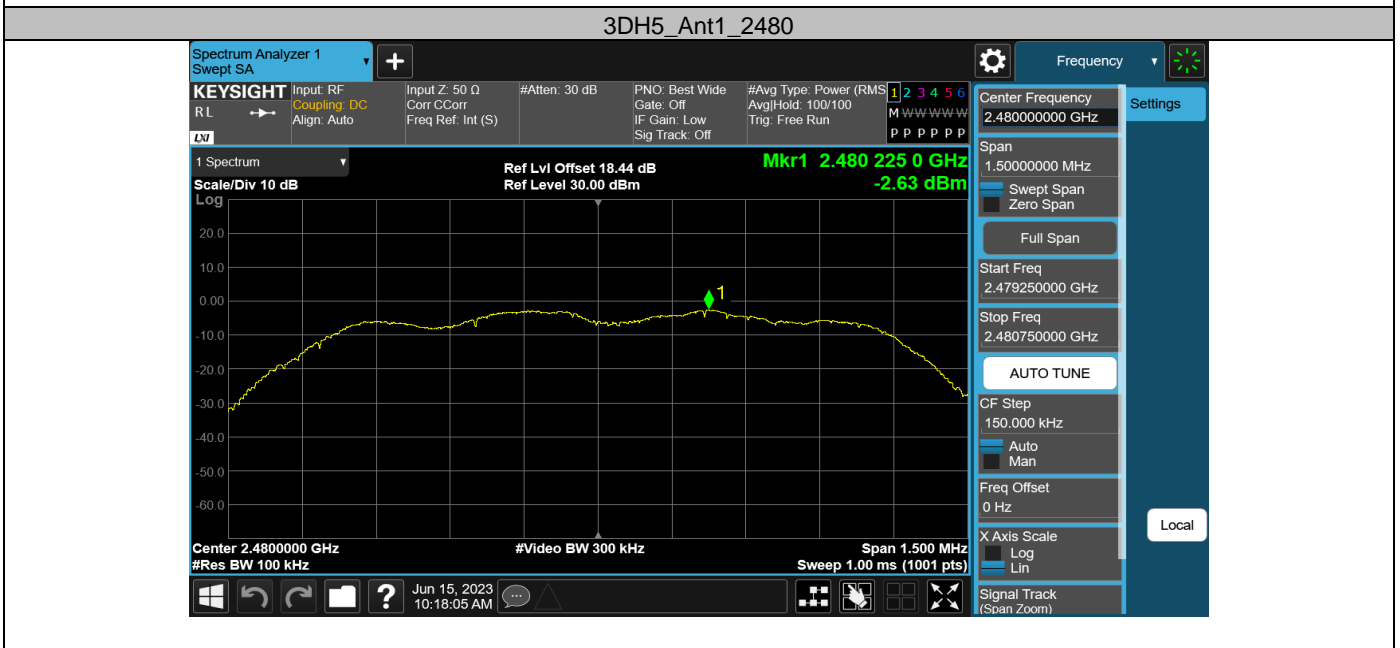 3DH5_Ant1_2480
Spectrum Analyzer 1
Swept SA
Frequency
KEYSIGHT
RL
LXI
Input: RF
Coupling: DC
Align: Auto
Input Z: 50 Ω
Corr CCorr
Freq Ref: Int (S)
#Atten: 30 dB
PNO: Best Wide
Gate: Off
IF Gain: Low
Sig Track: Off
#Avg Type: Power (RMS
Avg|Hold: 100/100
Trig: Free Run
1 2 3 4 5 6
M W W W W W
P P P P P P
1 Spectrum
Scale/Div 10 dB
Log
Ref Lvl Offset 18.44 dB
Ref Level 30.00 dBm
Mkr1 2.480 225 0 GHz
-2.63 dBm
20.0
10.0
0.00
-10.0
-20.0
-30.0
-40.0
-50.0
-60.0
1
Center 2.4800000 GHz
#Res BW 100 kHz
#Video BW 300 kHz
Span 1.500 MHz
Sweep 1.00 ms (1001 pts)
Jun 15, 2023
10:18:05 AM
Center Frequency
2.480000000 GHz
Span
1.50000000 MHz
Swept Span
Zero Span
Full Span
Start Freq
2.479250000 GHz
Stop Freq
2.480750000 GHz
AUTO TUNE
CF Step
150.000 kHz
Auto
Man
Freq Offset
0 Hz
X Axis Scale
Log
Lin
Signal Track
(Span Zoom)
Settings
Local